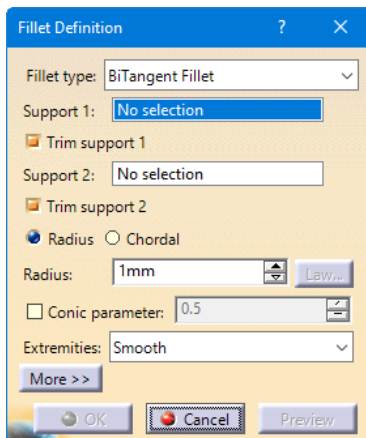 Fillet Definition ? ×
Fillet type: BiTangent Fillet
Support 1: No selection
Trim support 1
Support 2: No selection
Trim support 2
Radius Chordal
Radius: 1mm Law...
Conic parameter: 0.5
Extremities: Smooth
More >>
OK Cancel Preview